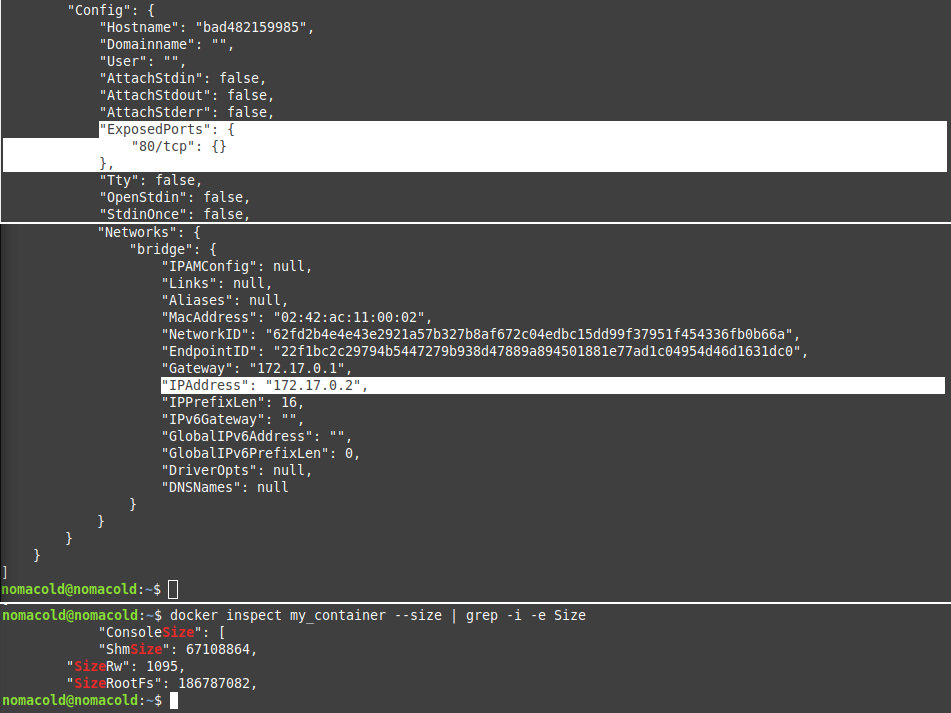 "Config": {
"Hostname": "bad482159985",
"Domainname": "",
"User": "",
"AttachStdin": false,
"AttachStdout": false,
"AttachStderr": false,
"ExposedPorts": {
"80/tcp": {}
},
"Tty": false,
"OpenStdin": false,
"StdinOnce": false,
"Networks": {
"bridge": {
"IPAMConfig": null,
"Links": null,
"Aliases": null,
"MacAddress": "02:42:ac:11:00:02",
"NetworkID": "62fd2b4e4e43e2921a57b327b8af672c04edbc15dd99f37951f454336fb0b66a",
"EndpointID": "22f1bc2c29794b5447279b938d47889a894501881e77ad1c04954d46d1631dc0",
"Gateway": "172.17.0.1",
"IPAddress": "172.17.0.2",
"IPPrefixLen": 16,
"IPv6Gateway": "",
"GlobalIPv6Address": "",
"GlobalIPv6PrefixLen": 0,
"DriverOpts": null,
"DNSNames": null
}
}
}
}
]
nomacold@nomacold:~$
nomacold@nomacold:~$ docker inspect my_container --size | grep -i -e Size
"ConsoleSize": [
"ShmSize": 67108864,
"SizeRw": 1095,
"SizeRootFs": 186787082,
nomacold@nomacold:~$